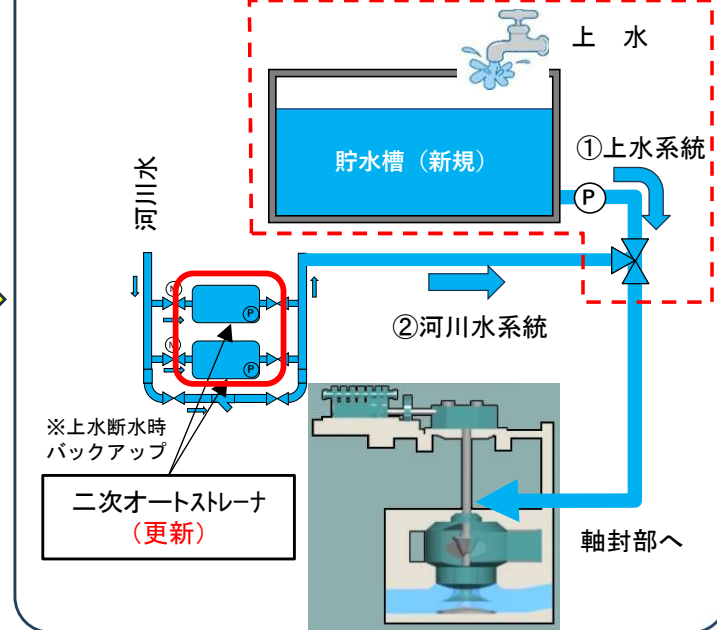 上 水
貯水槽（新規）
①上水系統
P
河川水
M
P
②河川水系統
M
P
※上水断水時
バックアップ
二次オートストレーナ
（更新）
軸封部へ